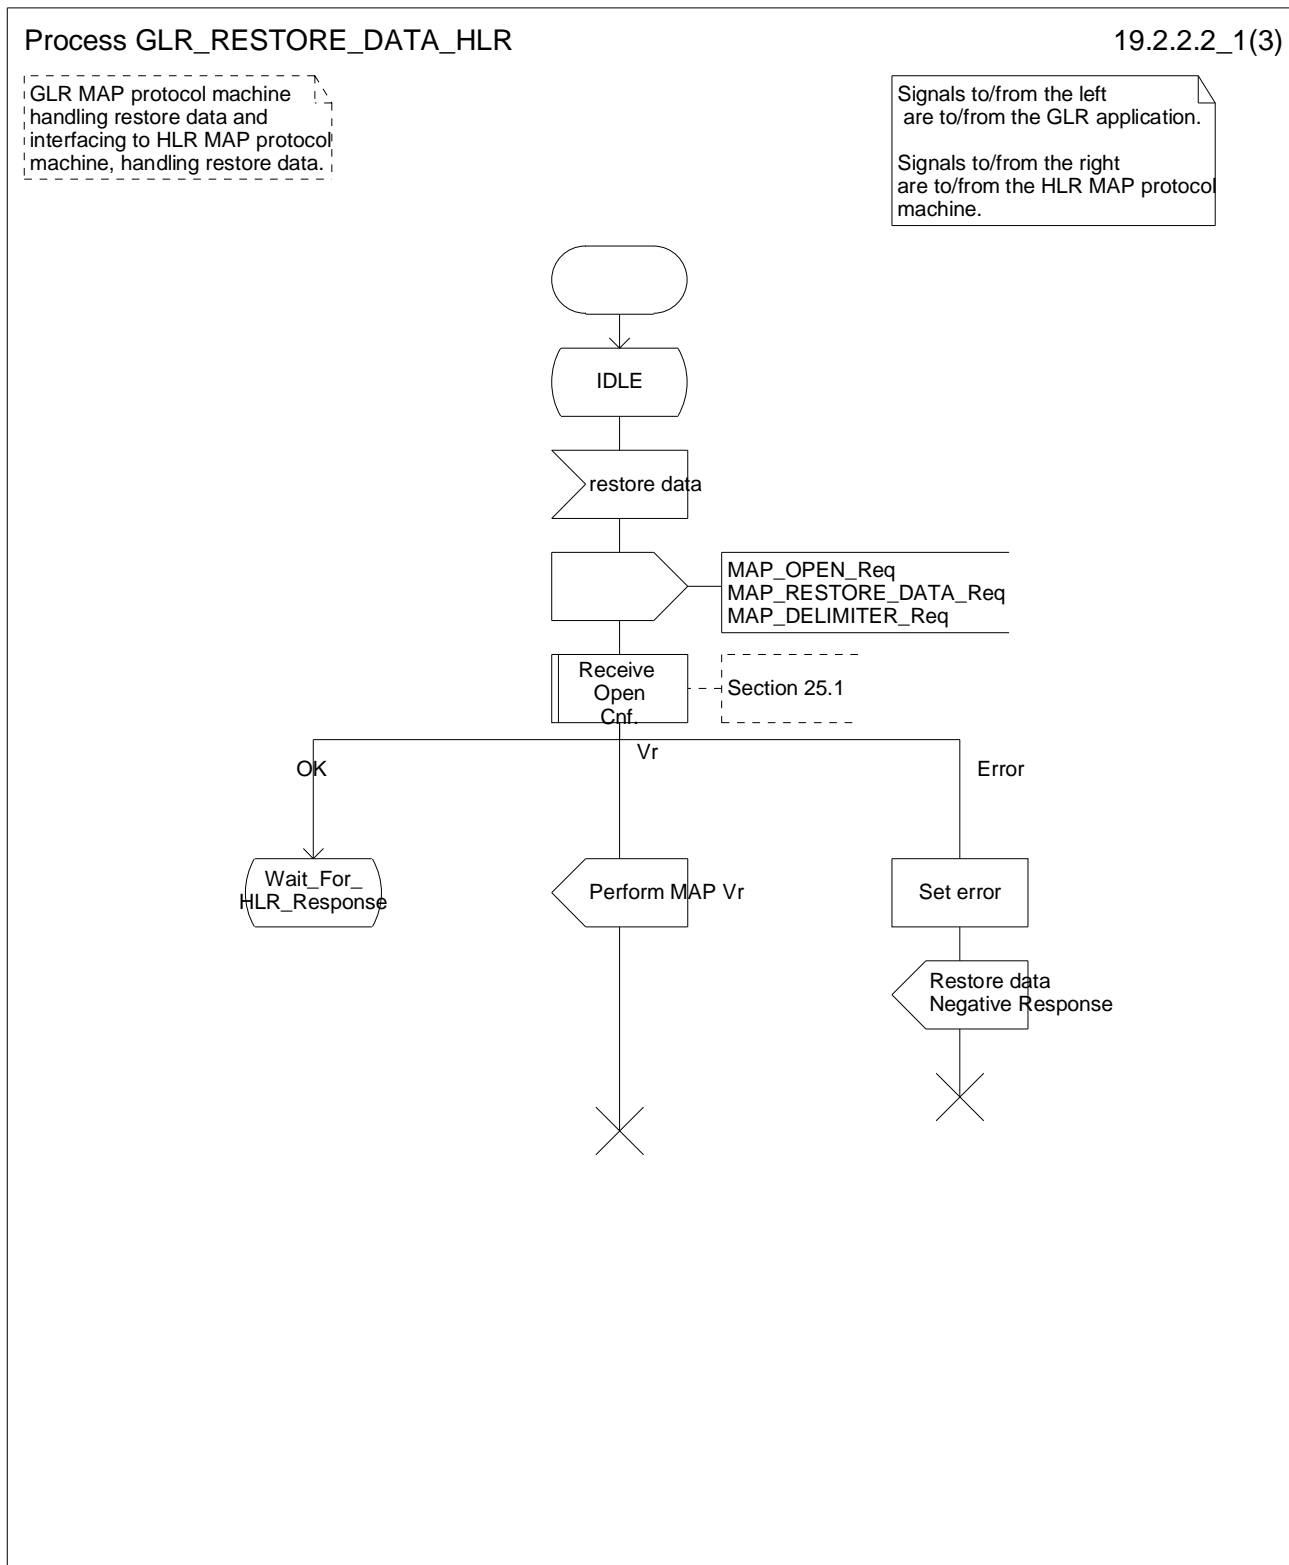 Process GLR_RESTORE_DATA_HLR
19.2.2.2_1(3)
GLR MAP protocol machine
handling restore data and
interfacing to HLR MAP protocol
machine, handling restore data.
Signals to/from the left
are to/from the GLR application.
Signals to/from the right
are to/from the HLR MAP protocol
machine.
IDLE
restore data
MAP_OPEN_Req
MAP_RESTORE_DATA_Req
MAP_DELIMITER_Req
Receive
Open
Cnf.
Section 25.1
OK
Vr
Error
Wait_For_
HLR_Response
Perform MAP Vr
Set error
Restore data
Negative Response